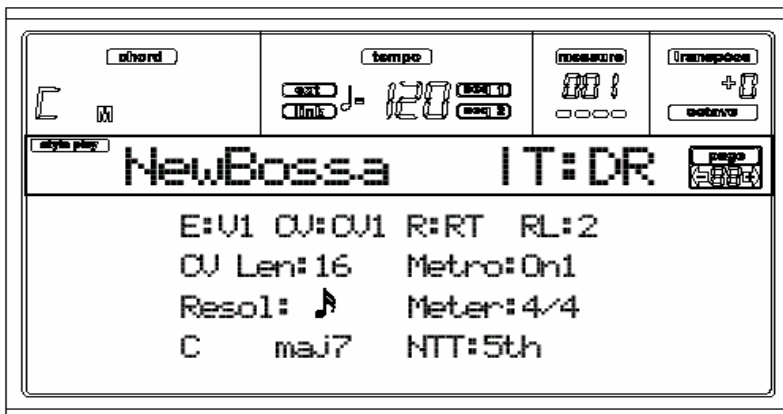 chord tempo measure transpose
C M ext link ♩= 120 seq 1 seq 2 001 +0 octave
style play NewBossa IT:DR page
E:V1 CV:CV1 R:RT RL:2
CV Len:16 Metro:On1
Resol: Meter:4/4
C maj7 NTT:5th